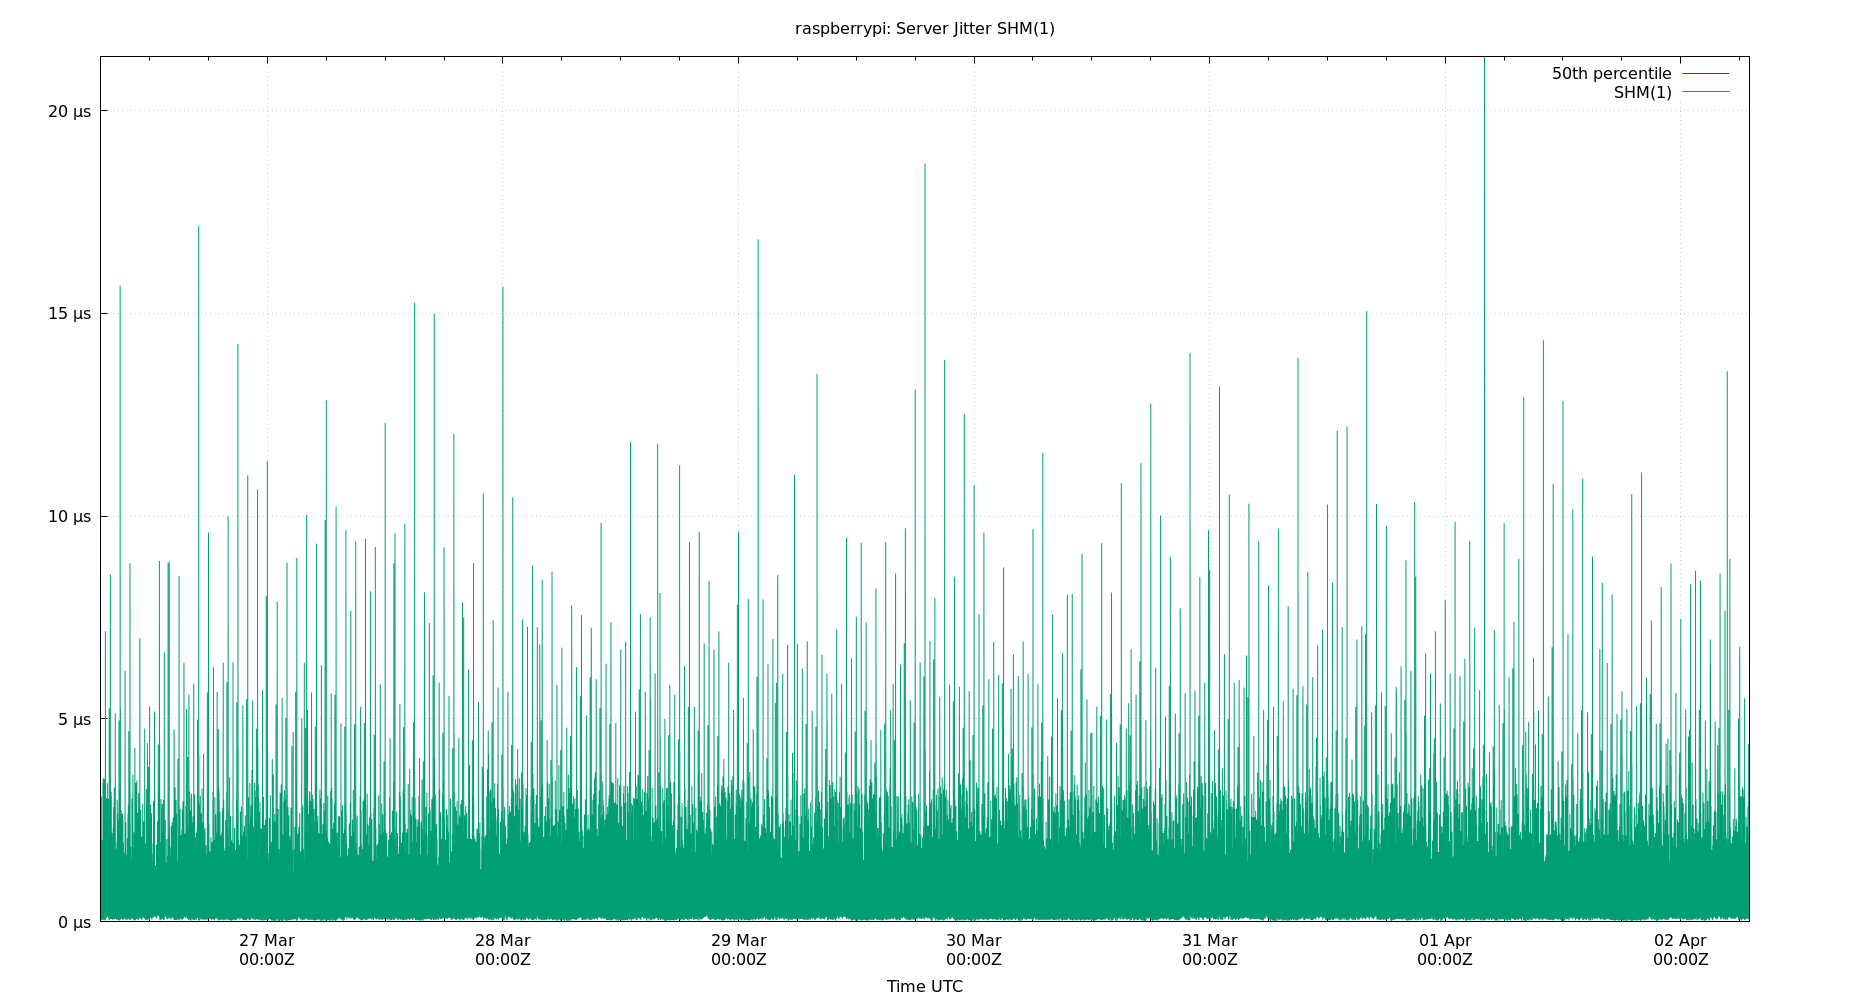 raspberrypi: Server Jitter SHM(1)
50th percentile
SHM(1)
20 µs
15 µs
10 µs
5 µs
0 µs
27 Mar 28 Mar 29 Mar 30 Mar 31 Mar 01 Apr 02 Apr
00:00Z 00:00Z 00:00Z 00:00Z 00:00Z 00:00Z 00:00Z
Time UTC